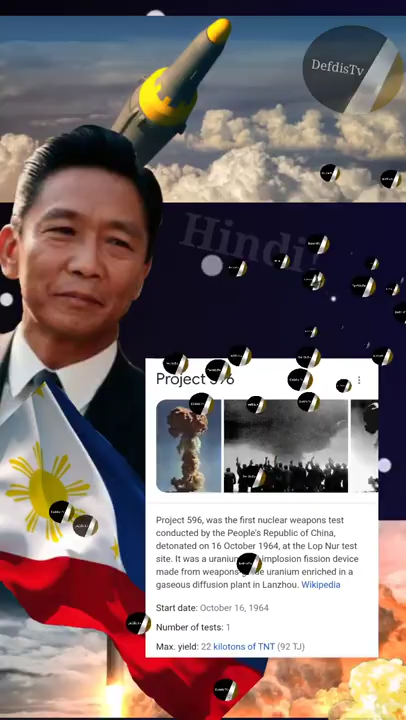 DefdisTv
Hindi!
Project 596
Project 596, was the first nuclear weapons test
conducted by the People's Republic of China,
detonated on 16 October 1964, at the Lop Nur test
site. It was a uranium implosion fission device
made from weapons uranium enriched in a
gaseous diffusion plant in Lanzhou. Wikipedia
Start date: October 16, 1964
Number of tests: 1
Max. yield: 22 kilotons of TNT (92 TJ)